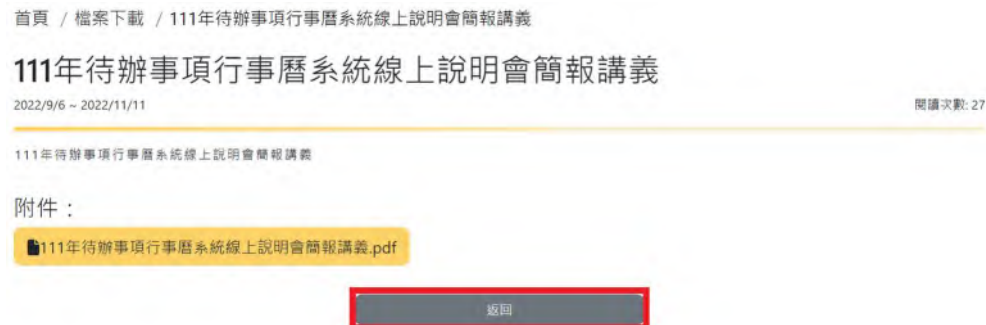 首頁 / 檔案下載 / 111年待辦事項行事曆系統線上說明會簡報講義
111年待辦事項行事曆系統線上說明會簡報講義
2022/9/6 ~ 2022/11/11 閱讀次數: 27
111年待辦事項行事曆系統線上說明會簡報講義
附件：
111年待辦事項行事曆系統線上說明會簡報講義.pdf
返回